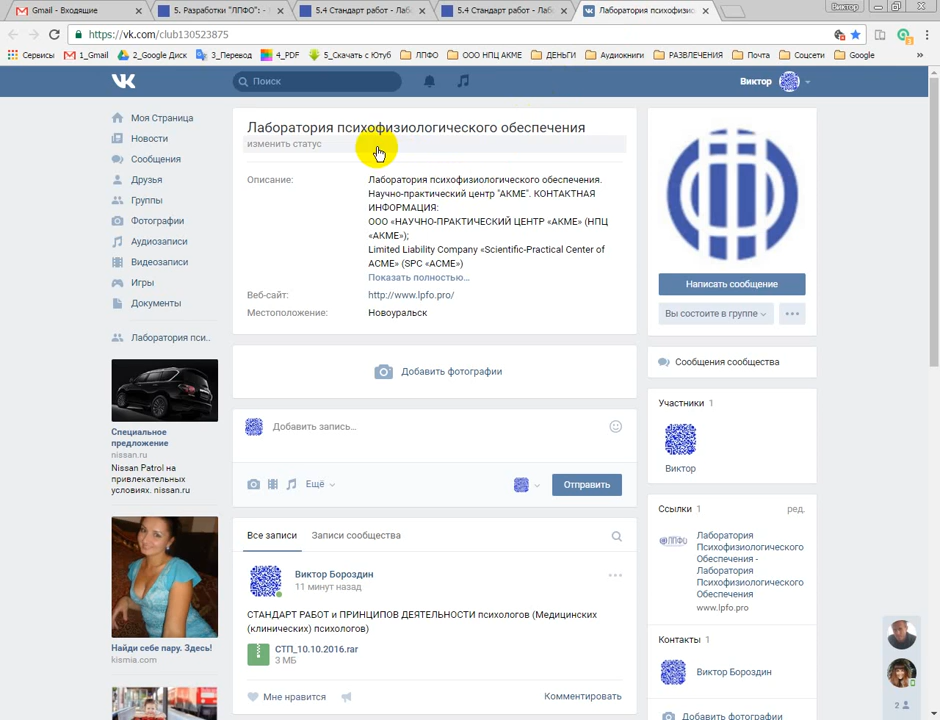 Gmail - Входящие
5. Разработки "ЛПФО": -
5.4 Стандарт работ - Лаб
5.4 Стандарт работ - Лаб
Лаборатория психофизи
Виктор
https://vk.com/club130523875
Сервисы
1_Gmail
2_Google Диск
3_Перевод
4_PDF
5_Скачать с Ютуб
ЛПФО
ООО НПЦ АКМЕ
ДЕНЬГИ
Аудиокниги
РАЗВЛЕЧЕНИЯ
Почта
Соцсети
Google
Поиск
Виктор
Моя Страница
Новости
Сообщения
Друзья
Группы
Фотографии
Аудиозаписи
Видеозаписи
Игры
Документы
Лаборатория пси..
Специальное
предложение
nissan.ru
Nissan Patrol на
привлекательных
условиях. nissan.ru
Найди себе пару. Здесь!
kismia.com
Лаборатория психофизиологического обеспечения
изменить статус
Описание:
Лаборатория психофизиологического обеспечения.
Научно-практический центр "АКМЕ". КОНТАКТНАЯ
ИНФОРМАЦИЯ:
ООО «НАУЧНО-ПРАКТИЧЕСКИЙ ЦЕНТР «АКМЕ» (НПЦ
«АКМЕ»);
Limited Liability Company «Scientific-Practical Center of
ACME» (SPC «ACME»)
Показать полностью...
Веб-сайт: http://www.lpfo.pro/
Местоположение: Новоуральск
Добавить фотографии
Добавить запись...
Ещё
Отправить
Все записи
Записи сообщества
Виктор Бороздин
11 минут назад
СТАНДАРТ РАБОТ и ПРИНЦИПОВ ДЕЯТЕЛЬНОСТИ психологов (Медицинских
(клинических) психологов)
СТП_10.10.2016.rar
3 МБ
Мне нравится
Комментировать
Написать сообщение
Вы состоите в группе
Сообщения сообщества
Участники 1
Виктор
Ссылки 1
ред.
ЛПФО
Лаборатория
Психофизиологического
Обеспечения -
Лаборатория
Психофизиологического
Обеспечения
www.lpfo.pro
Контакты 1
Виктор Бороздин
Добавить фотографии
2